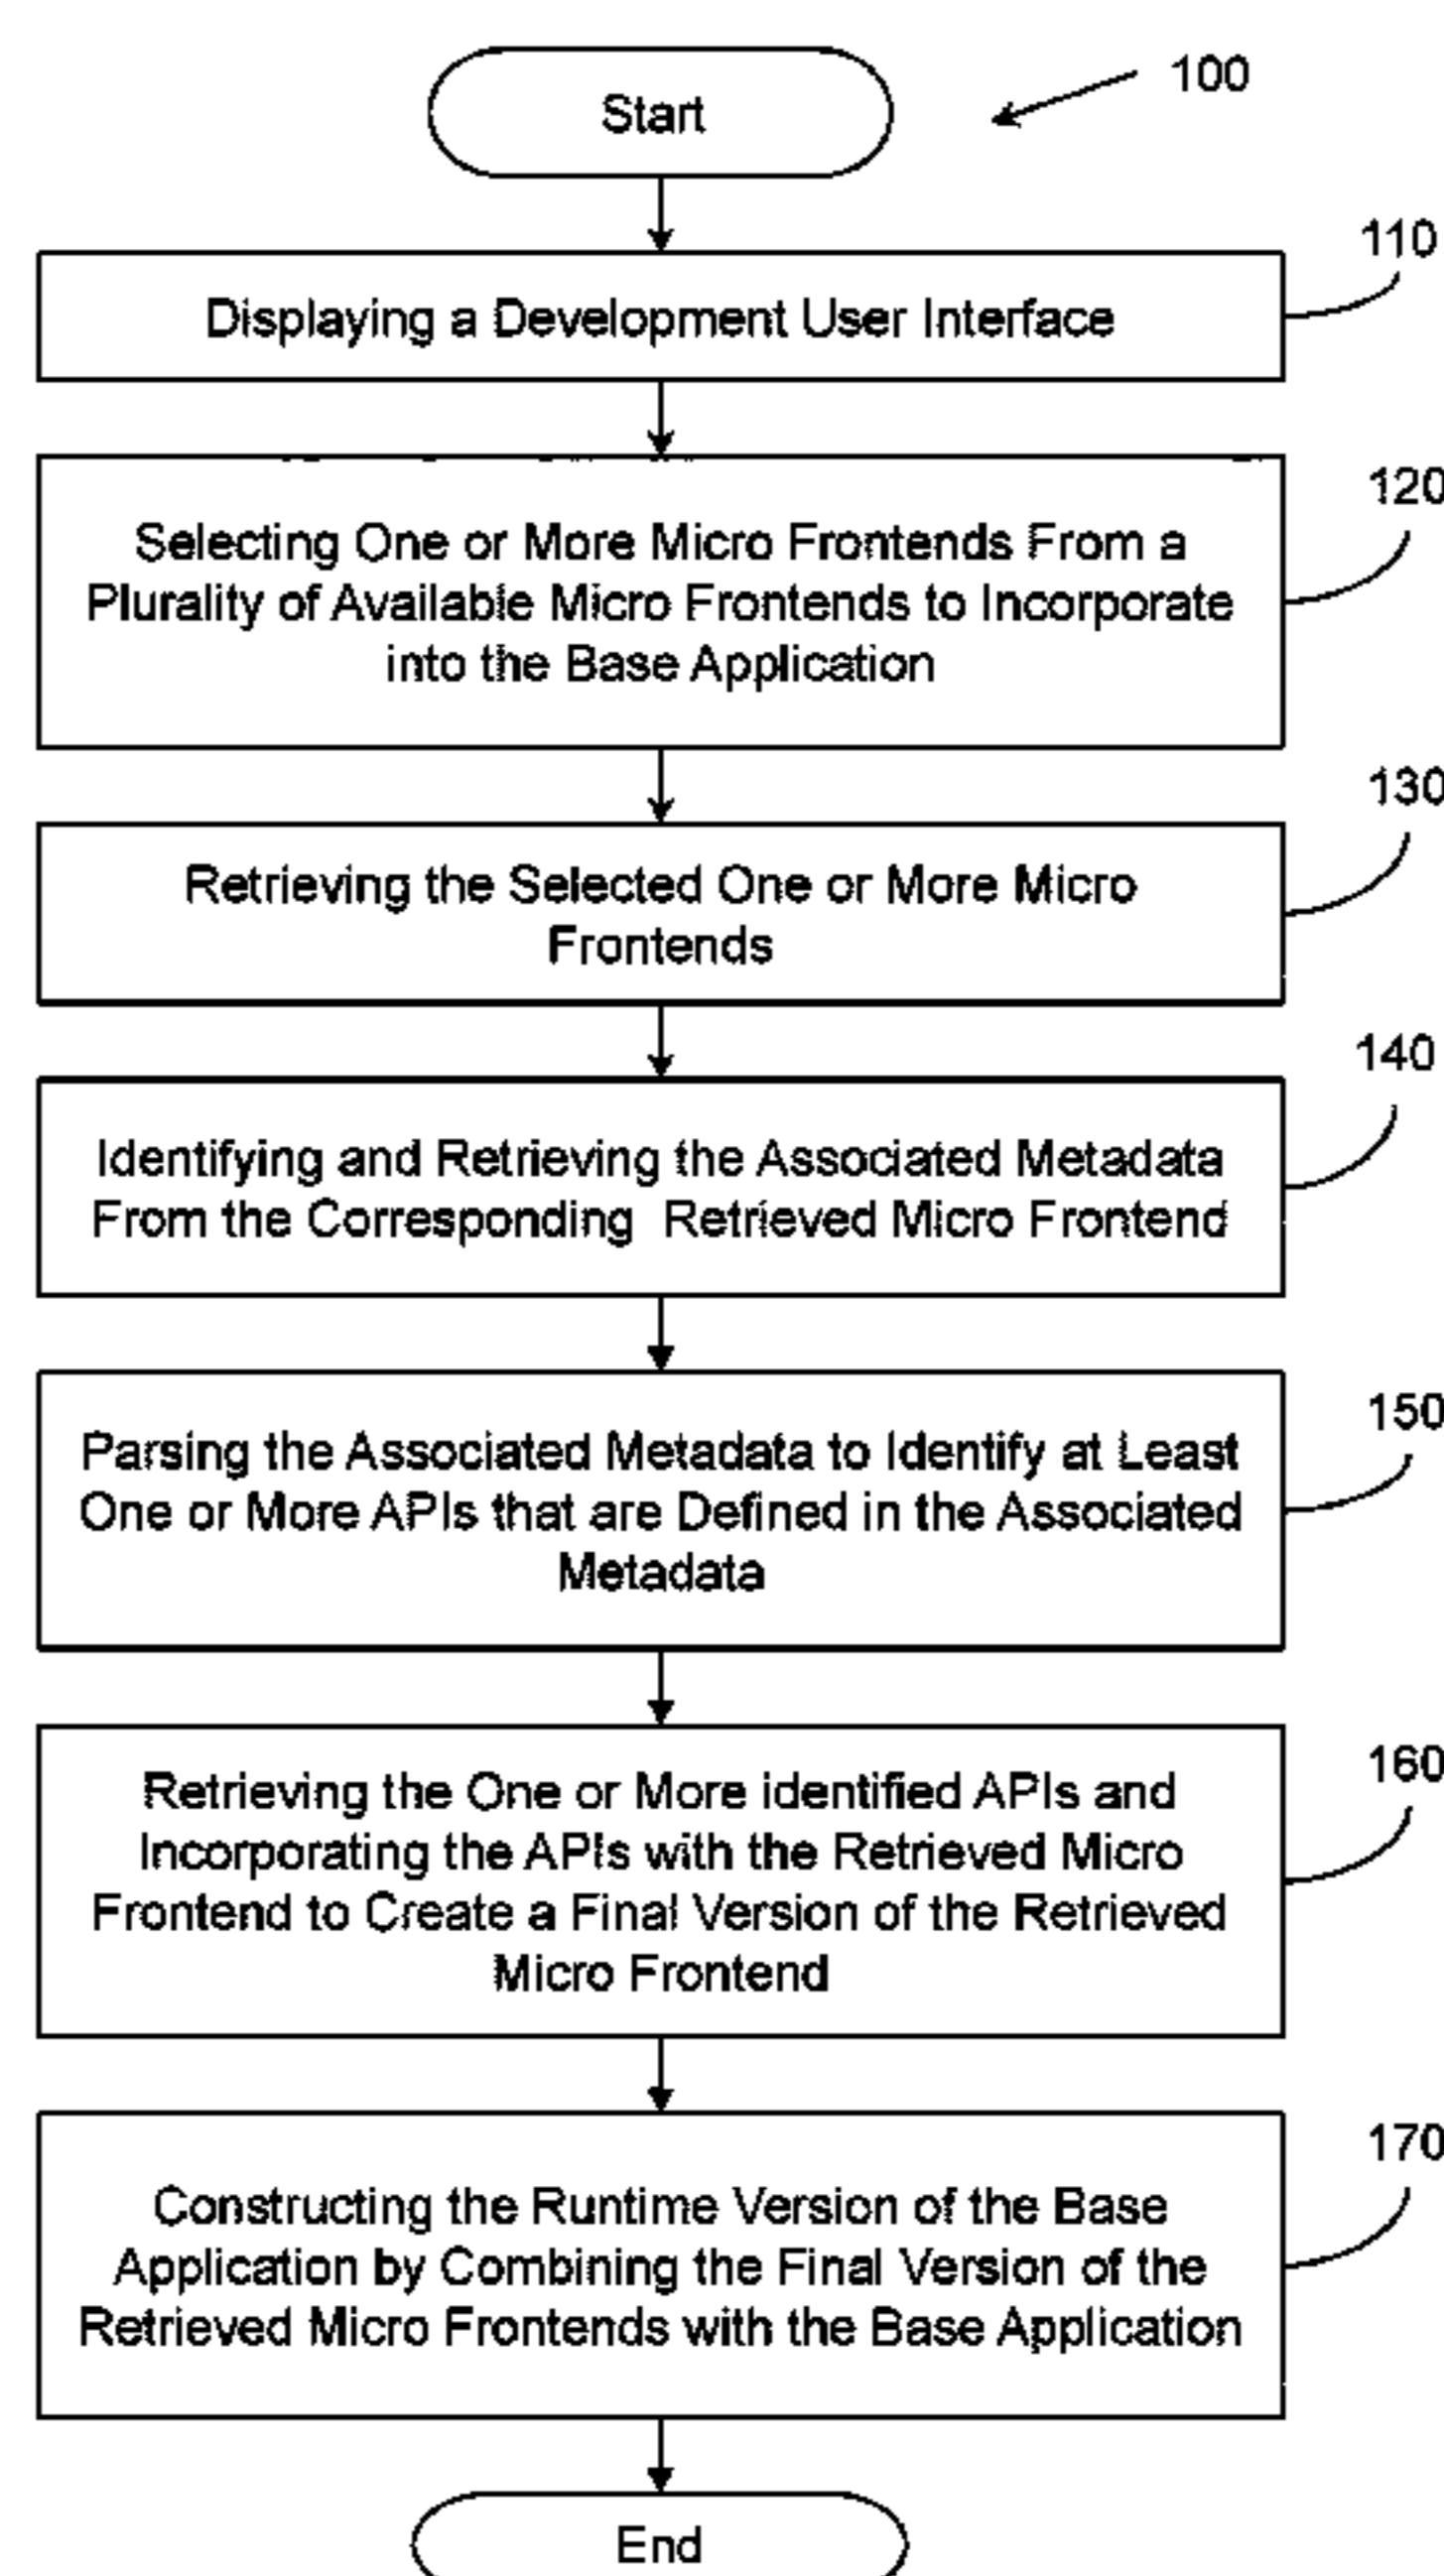 Start
100
110
Displaying a Development User Interface
120
Selecting One or More Micro Frontends From a
Plurality of Available Micro Frontends to Incorporate
into the Base Application
130
Retrieving the Selected One or More Micro
Frontends
140
Identifying and Retrieving the Associated Metadata
From the Corresponding Retrieved Micro Frontend
150
Parsing the Associated Metadata to Identify at Least
One or More APIs that are Defined in the Associated
Metadata
160
Retrieving the One or More identified APIs and
Incorporating the APIs with the Retrieved Micro
Frontend to Create a Final Version of the Retrieved
Micro Frontend
170
Constructing the Runtime Version of the Base
Application by Combining the Final Version of the
Retrieved Micro Frontends with the Base Application
End